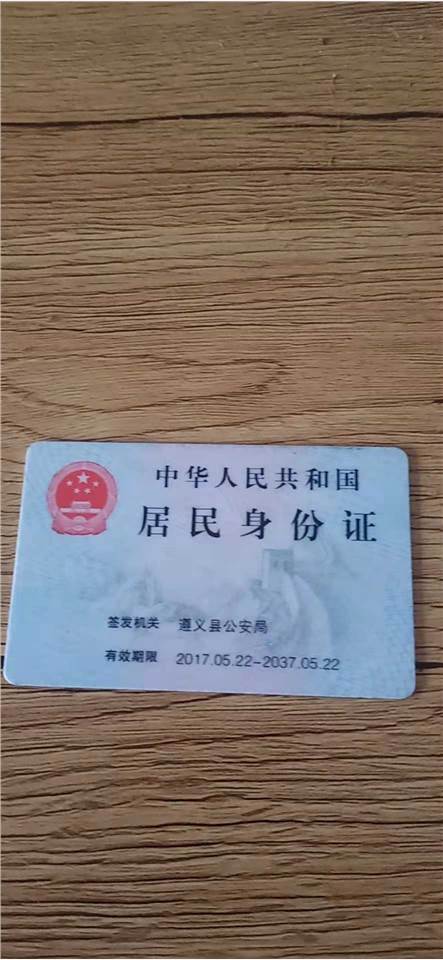 中华人民共和国
居民身份证
签发机关 遵义县公安局
有效期限 2017.05.22-2037.05.22